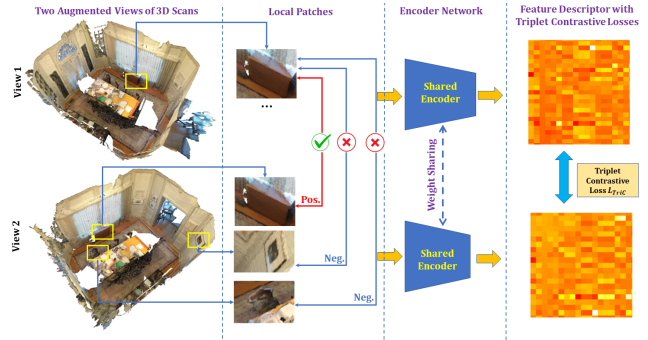 Two Augmented Views of 3D Scans
Local Patches
Encoder Network
Feature Descriptor with
Triplet Contrastive Losses
View 1
...
Shared
Encoder
Weight Sharing
Triplet
Contrastive
Loss L_TriC
View 2
Pos.
Neg.
Neg.
Shared
Encoder